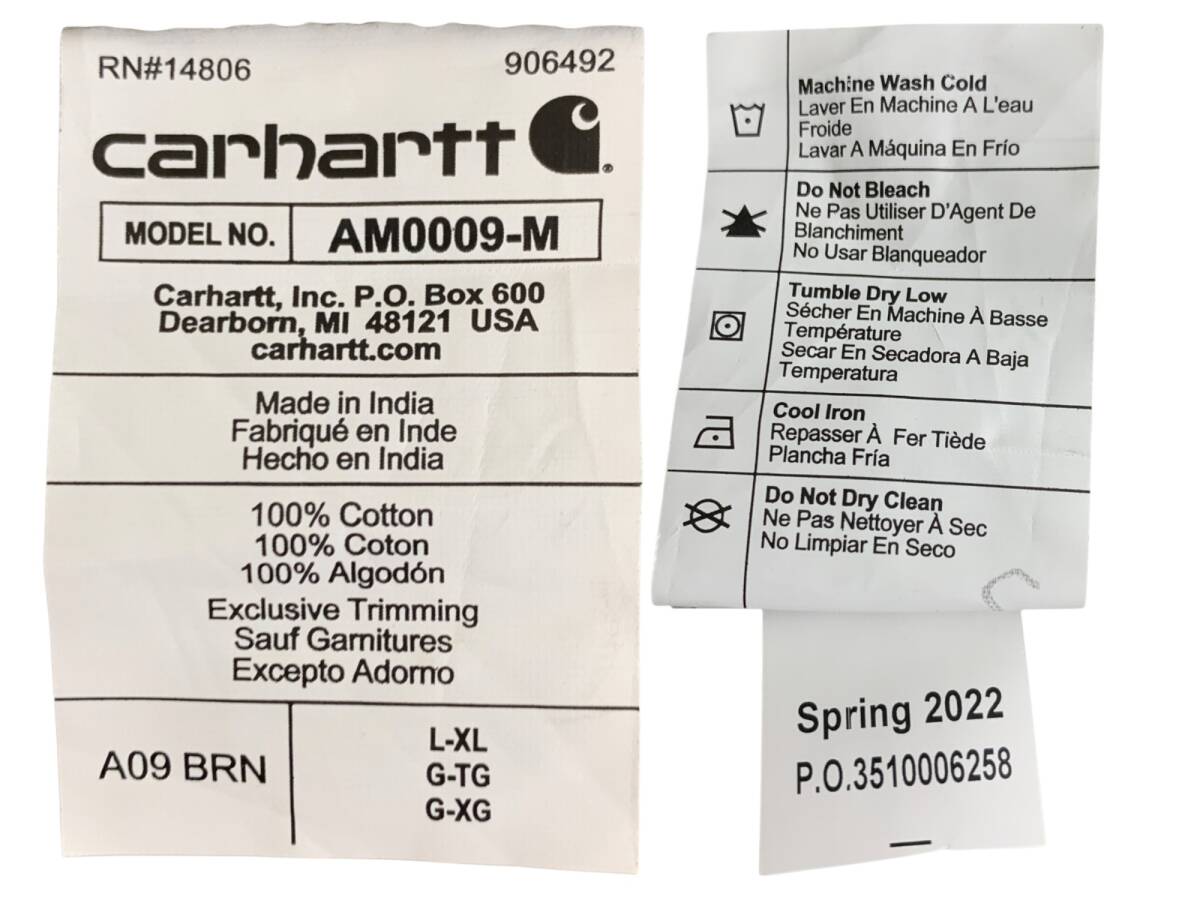 RN#14806 906492
carhartt
MODEL NO. AM0009-M
Carhartt, Inc. P.O. Box 600
Dearborn, MI 48121 USA
carhartt.com
Made in India
Fabriqué en Inde
Hecho en India
100% Cotton
100% Coton
100% Algodón
Exclusive Trimming
Sauf Garnitures
Excepto Adorno
A09 BRN
L-XL
G-TG
G-XG
Machine Wash Cold
Laver En Machine A L'eau
Froide
Lavar A Máquina En Frío
Do Not Bleach
Ne Pas Utiliser D'Agent De
Blanchiment
No Usar Blanqueador
Tumble Dry Low
Sécher En Machine À Basse
Température
Secar En Secadora A Baja
Temperatura
Cool Iron
Repasser À Fer Tiède
Plancha Fría
Do Not Dry Clean
Ne Pas Nettoyer À Sec
No Limpiar En Seco
Spring 2022
P.O.3510006258